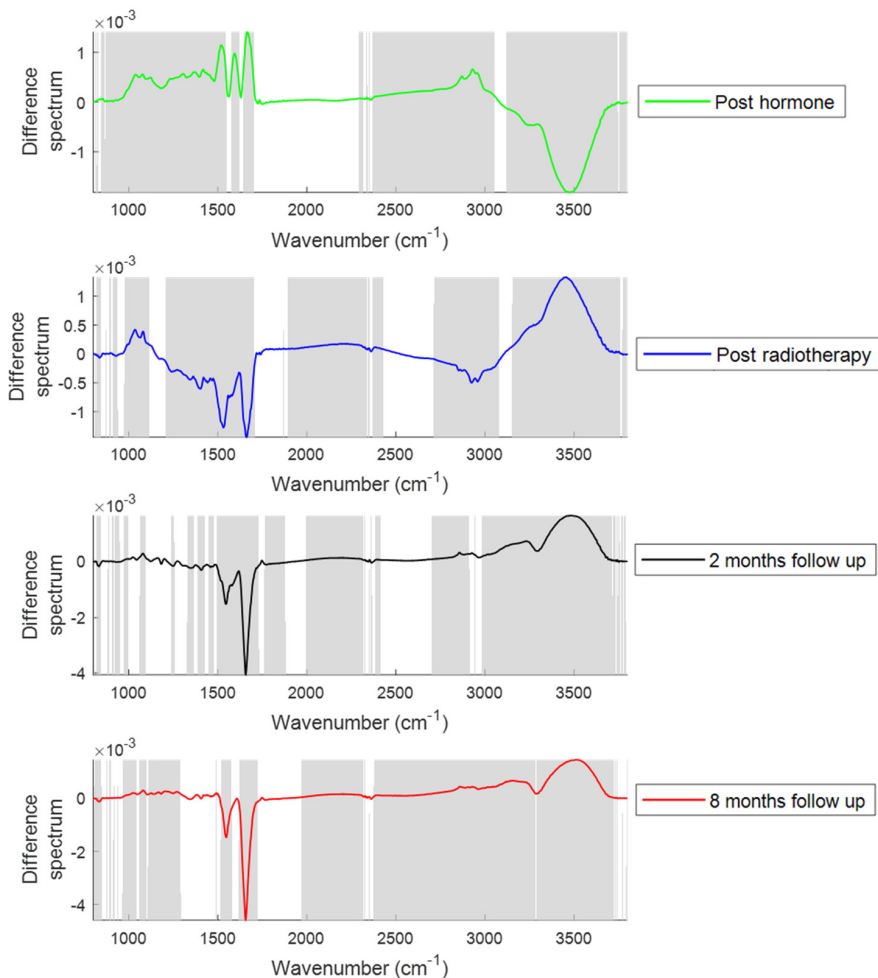 ×10⁻³
Difference
spectrum
1
0
-1
1000 1500 2000 2500 3000 3500
Wavenumber (cm⁻¹)
Post hormone
×10⁻³
Difference
spectrum
1
0.5
0
-0.5
-1
1000 1500 2000 2500 3000 3500
Wavenumber (cm⁻¹)
Post radiotherapy
×10⁻³
Difference
spectrum
0
-2
-4
1000 1500 2000 2500 3000 3500
Wavenumber (cm⁻¹)
2 months follow up
×10⁻³
Difference
spectrum
0
-2
-4
1000 1500 2000 2500 3000 3500
Wavenumber (cm⁻¹)
8 months follow up